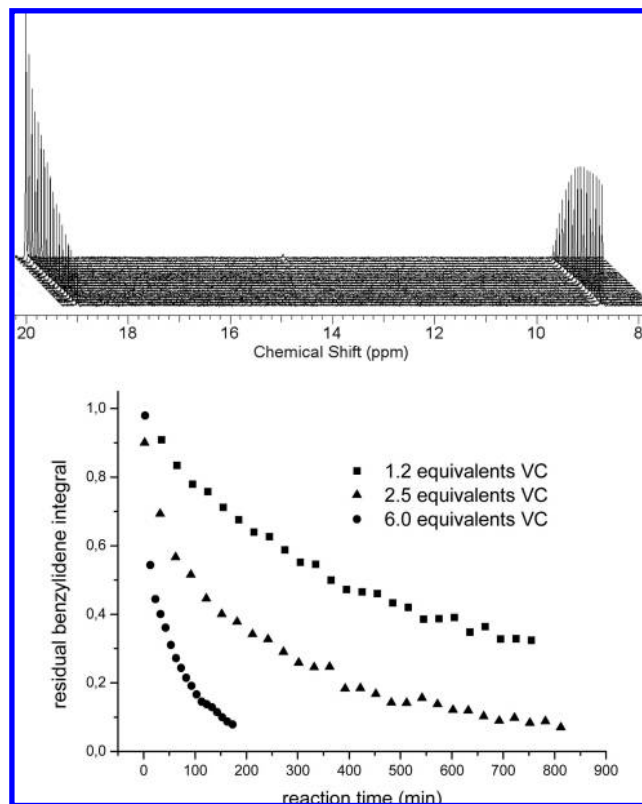 20 18 16 14 12 10 8
Chemical Shift (ppm)
1,0
0,8
0,6
0,4
0,2
0,0
residual benzylidene integral
1.2 equivalents VC
2.5 equivalents VC
6.0 equivalents VC
0 100 200 300 400 500 600 700 800 900
reaction time (min)